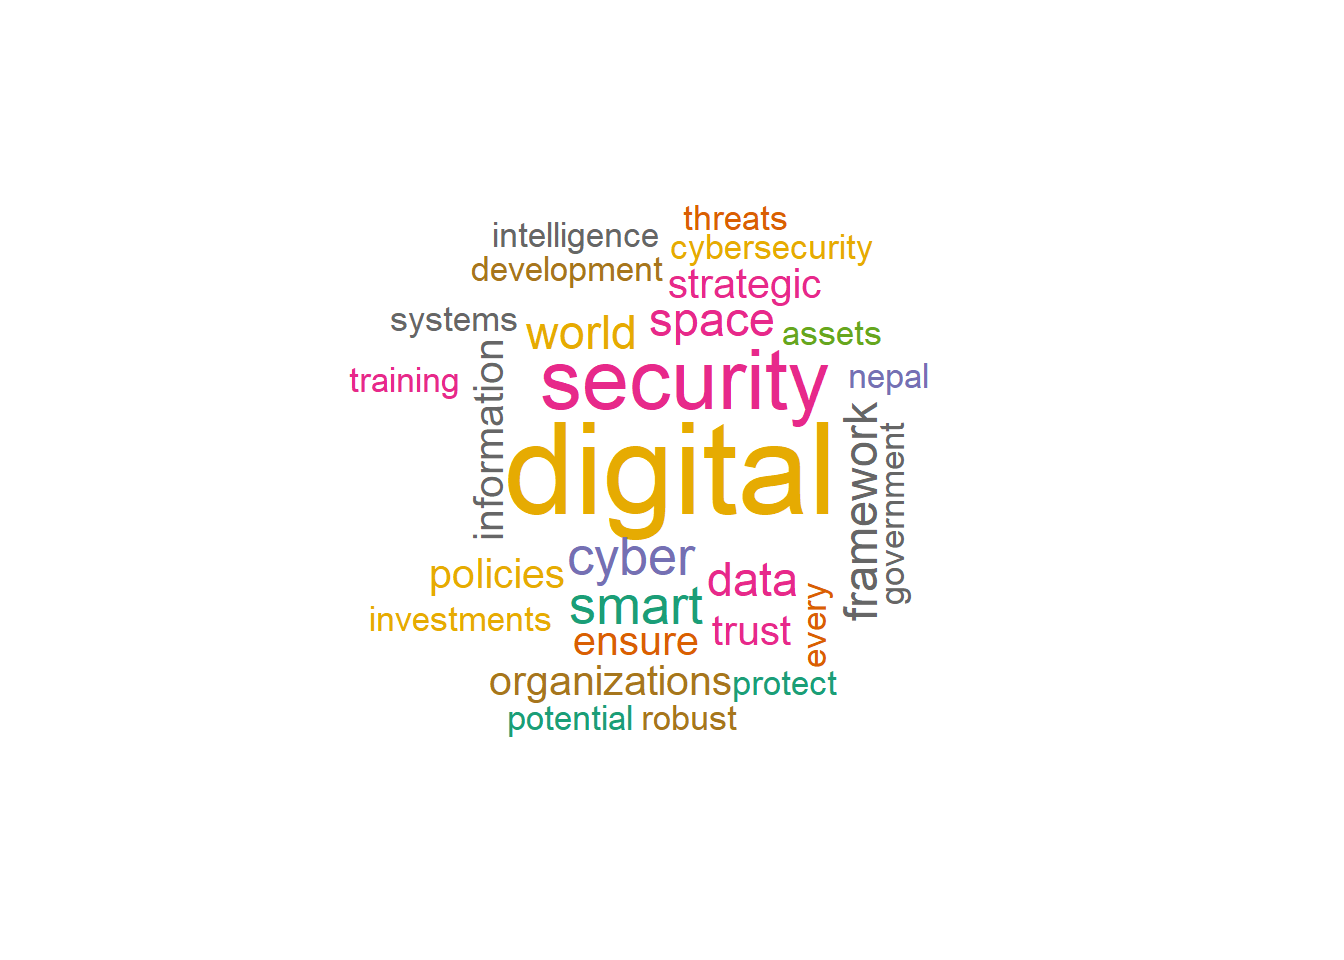 threats
intelligence
cybersecurity
development
strategic
systems
world
space
assets
training
information
security
nepal
digital
framework
government
cyber
policies
data
investments
smart
trust
every
ensure
organizations
protect
potential
robust